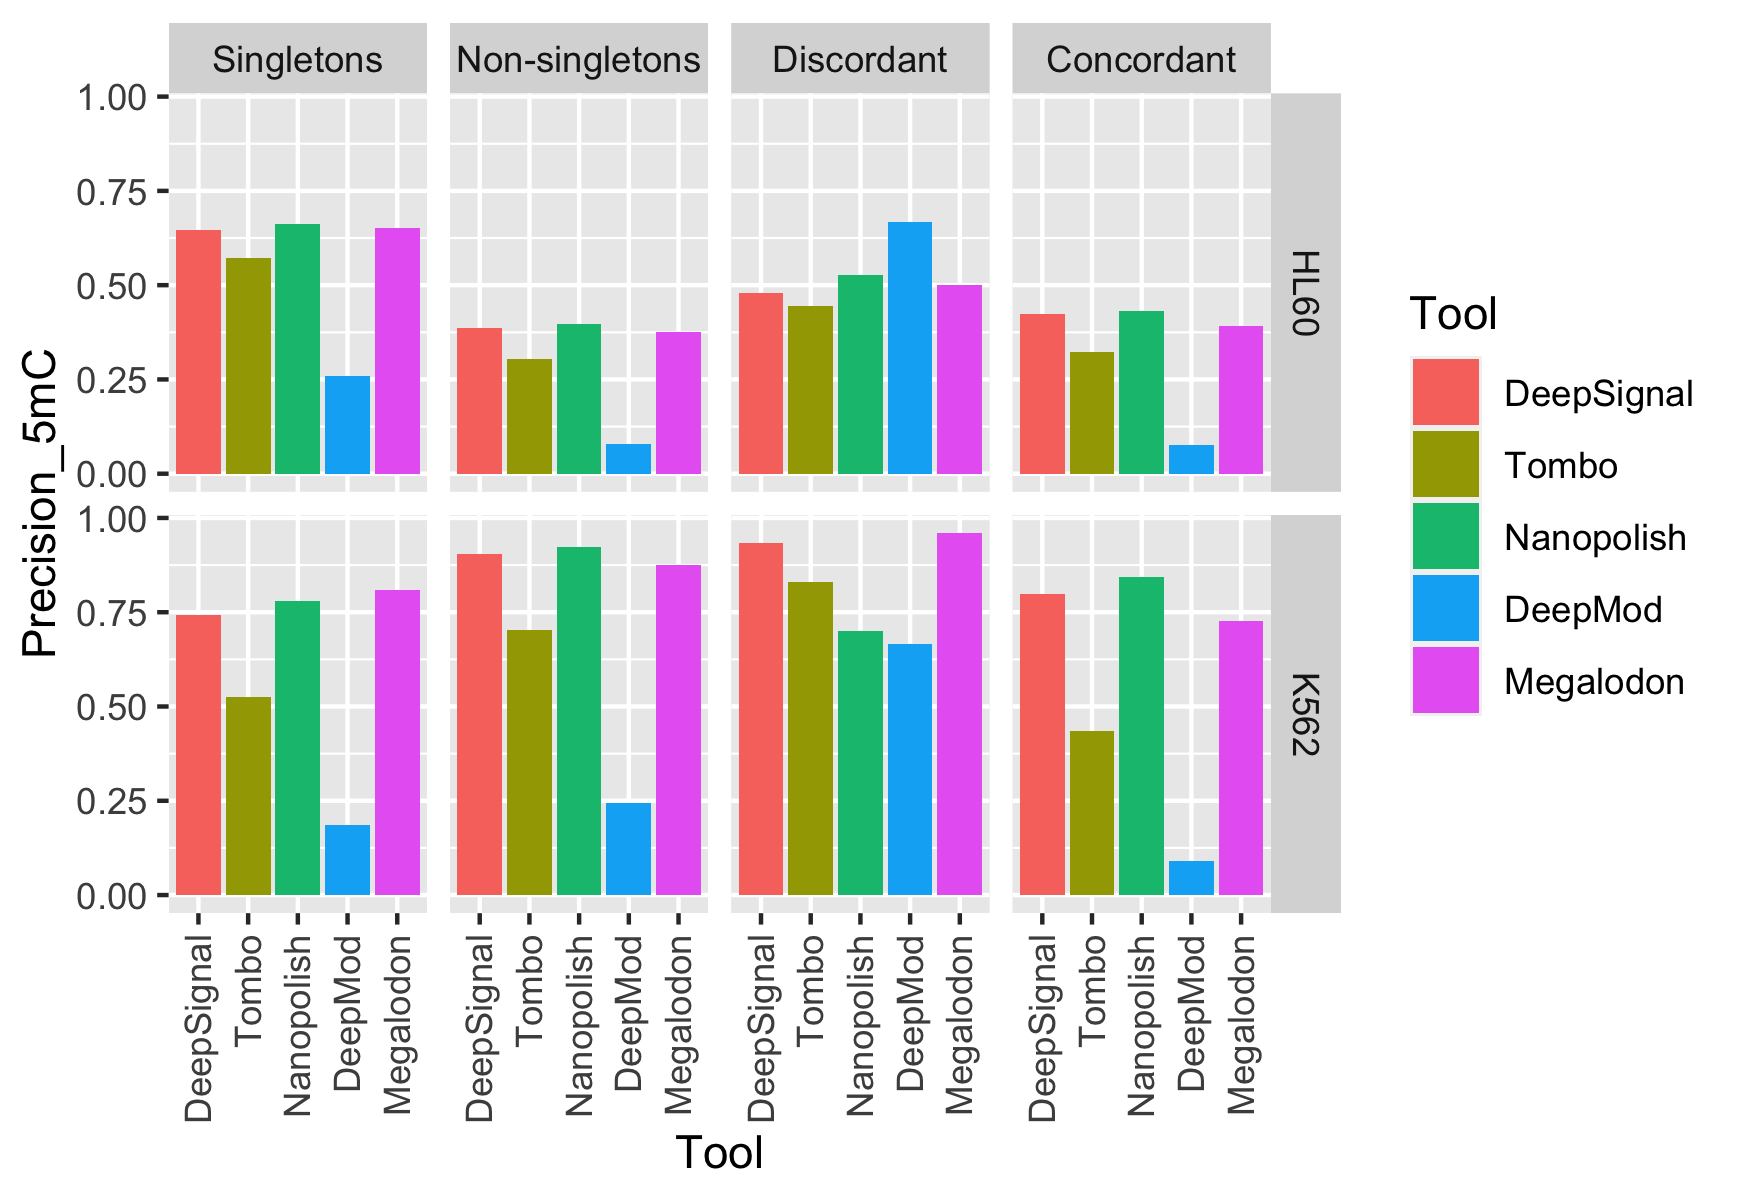 Singletons Non-singletons Discordant Concordant
Precision_5mC
1.00
0.75
0.50
0.25
0.00
HL60
1.00
0.75
0.50
0.25
0.00
K562
DeepSignal Tombo Nanopolish DeepMod Megalodon DeepSignal Tombo Nanopolish DeepMod Megalodon DeepSignal Tombo Nanopolish DeepMod Megalodon DeepSignal Tombo Nanopolish DeepMod Megalodon
Tool
Tool
DeepSignal
Tombo
Nanopolish
DeepMod
Megalodon